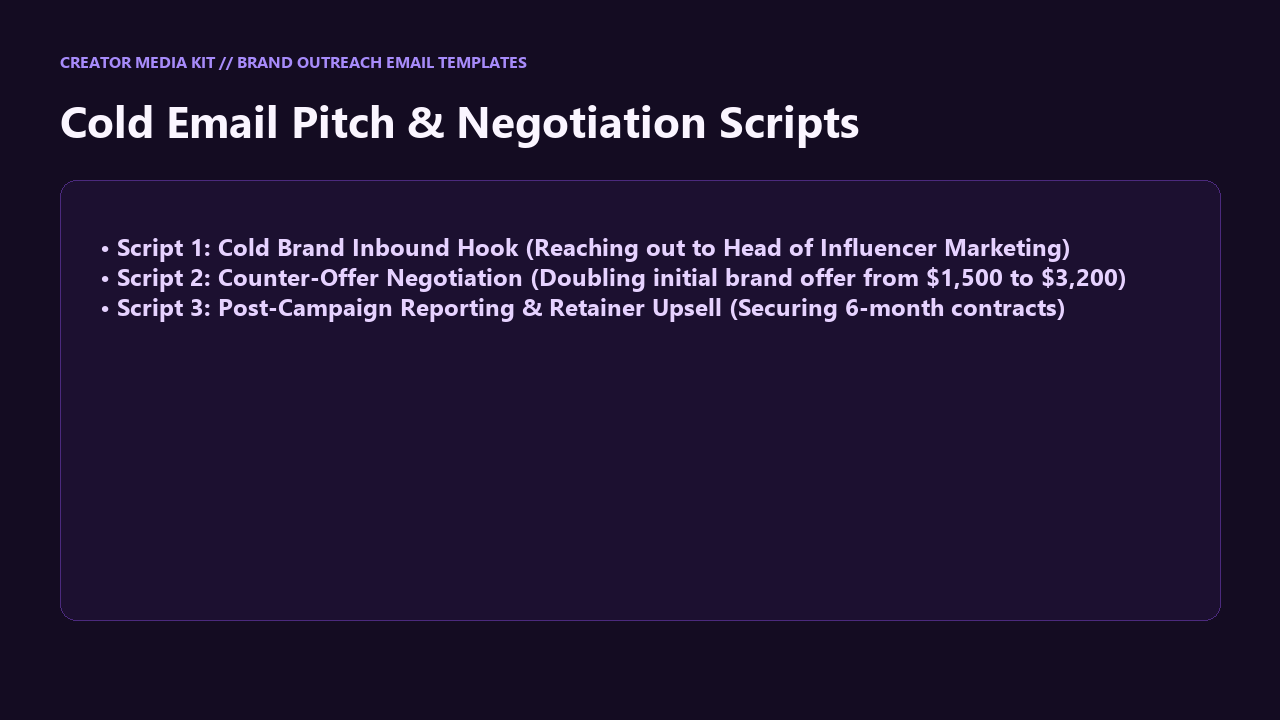 CREATOR MEDIA KIT // BRAND OUTREACH EMAIL TEMPLATES
Cold Email Pitch & Negotiation Scripts
• Script 1: Cold Brand Inbound Hook (Reaching out to Head of Influencer Marketing)
• Script 2: Counter-Offer Negotiation (Doubling initial brand offer from $1,500 to $3,200)
• Script 3: Post-Campaign Reporting & Retainer Upsell (Securing 6-month contracts)